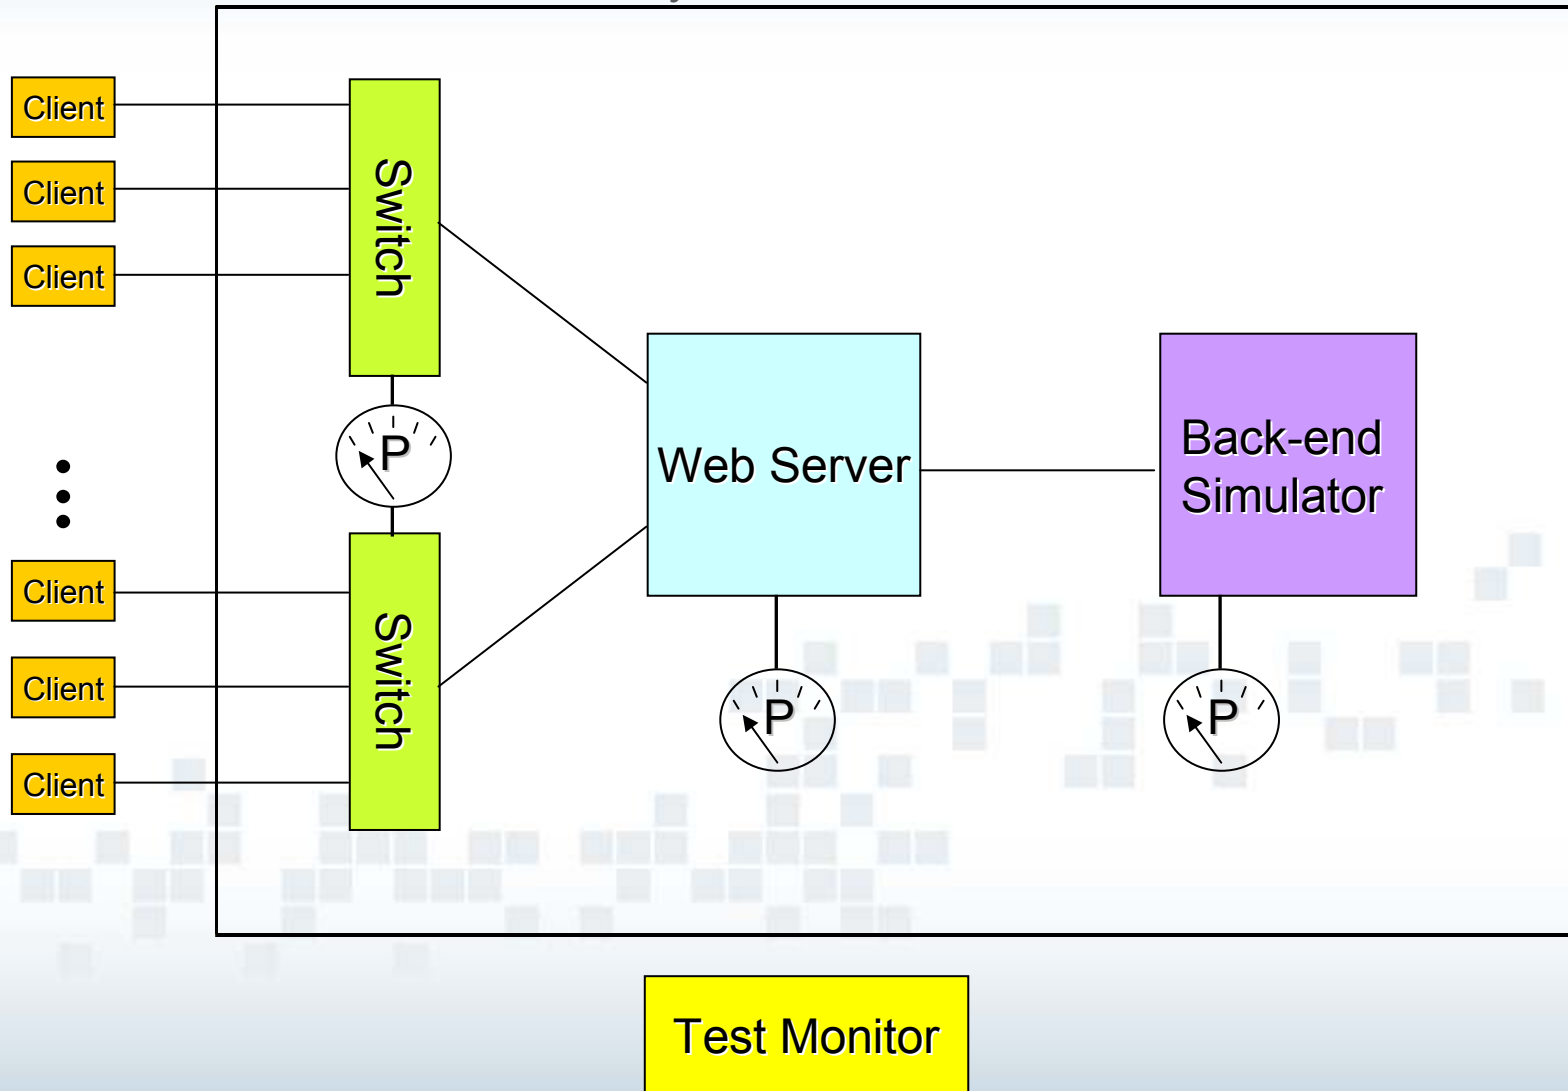 Client
Client
Client
Client
Client
Client
Switch
P
Switch
Web Server
P
Back-end
Simulator
P
Test Monitor